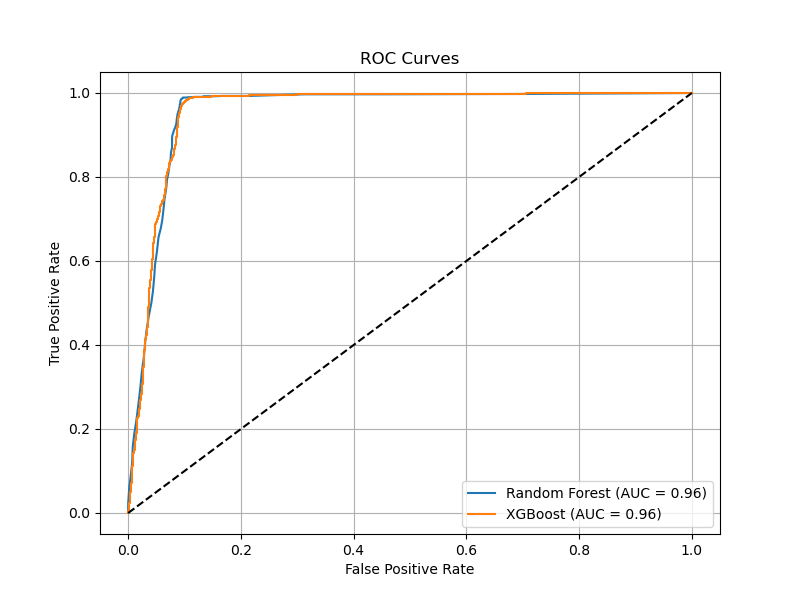 ROC Curves
1.0
0.8
0.6
0.4
0.2
0.0
True Positive Rate
0.0 0.2 0.4 0.6 0.8 1.0
False Positive Rate
Random Forest (AUC = 0.96)
XGBoost (AUC = 0.96)